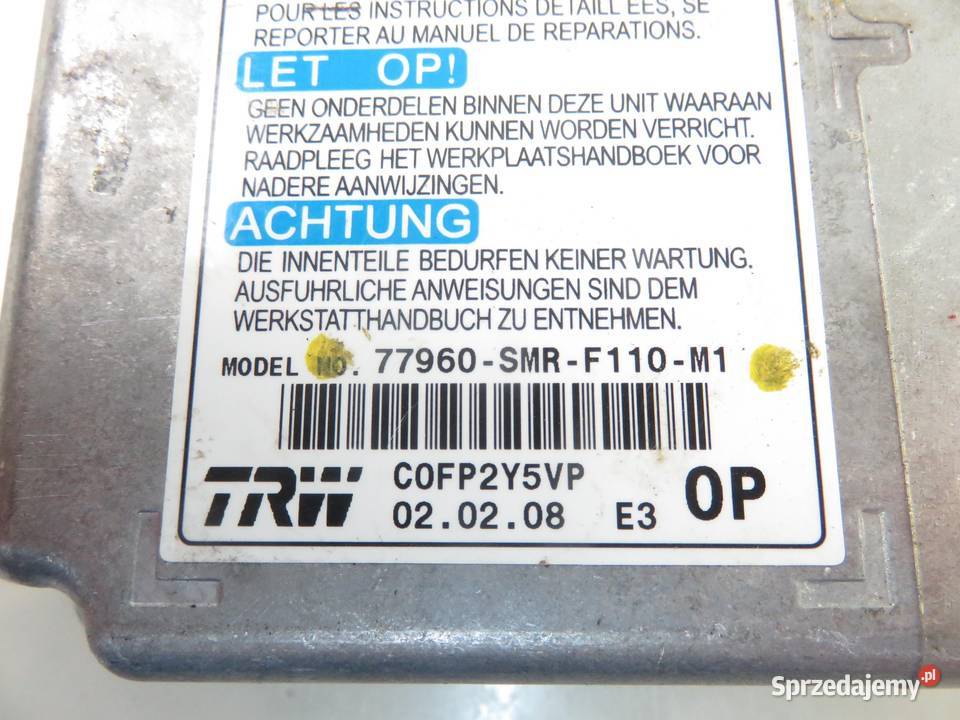 POUR LES INSTRUCTIONS DETAILL EES, SE
REPORTER AU MANUEL DE REPARATIONS.
LET OP!
GEEN ONDERDELEN BINNEN DEZE UNIT WAARAAN
WERKZAAMHEDEN KUNNEN WORDEN VERRICHT.
RAADPLEEG HET WERKPLAATSHANDBOEK VOOR
NADERE AANWIJZINGEN.
ACHTUNG
DIE INNENTEILE BEDURFEN KEINER WARTUNG.
AUSFUHRLICHE ANWEISUNGEN SIND DEM
WERKSTATTHANDBUCH ZU ENTNEHMEN.
MODEL NO. 77960-SMR-F110-M1
TRW C0FP2Y5VP
02.02.08 E3 OP
Sprzedajemy.pl